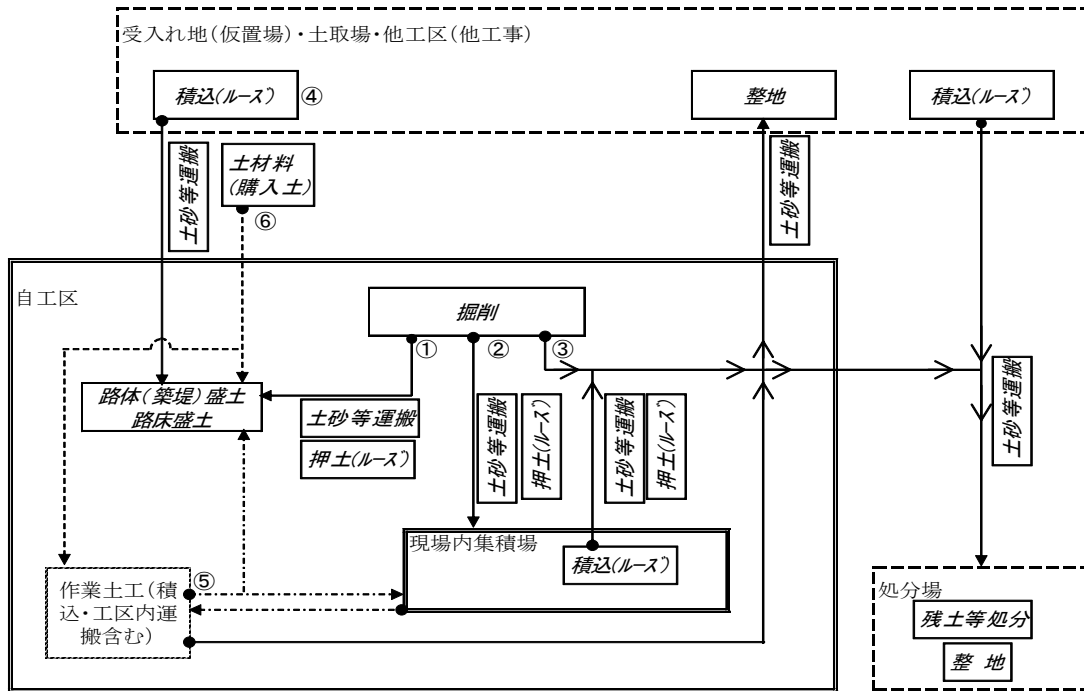 受入れ地(仮置場)・土取場・他工区(他工事)
積込(ルーズ)
④
整地
積込(ルーズ)
土砂等運搬
土材料
(購入土)
⑥
土砂等運搬
自工区
掘削
①
②
③
路体(築堤)盛土
路床盛土
土砂等運搬
押土(ルーズ)
土砂等運搬
押土(ルーズ)
土砂等運搬
押土(ルーズ)
土砂等運搬
現場内集積場
積込(ルーズ)
作業土工(積
込・工区内運
搬含む)
⑤
処分場
残土等処分
整 地